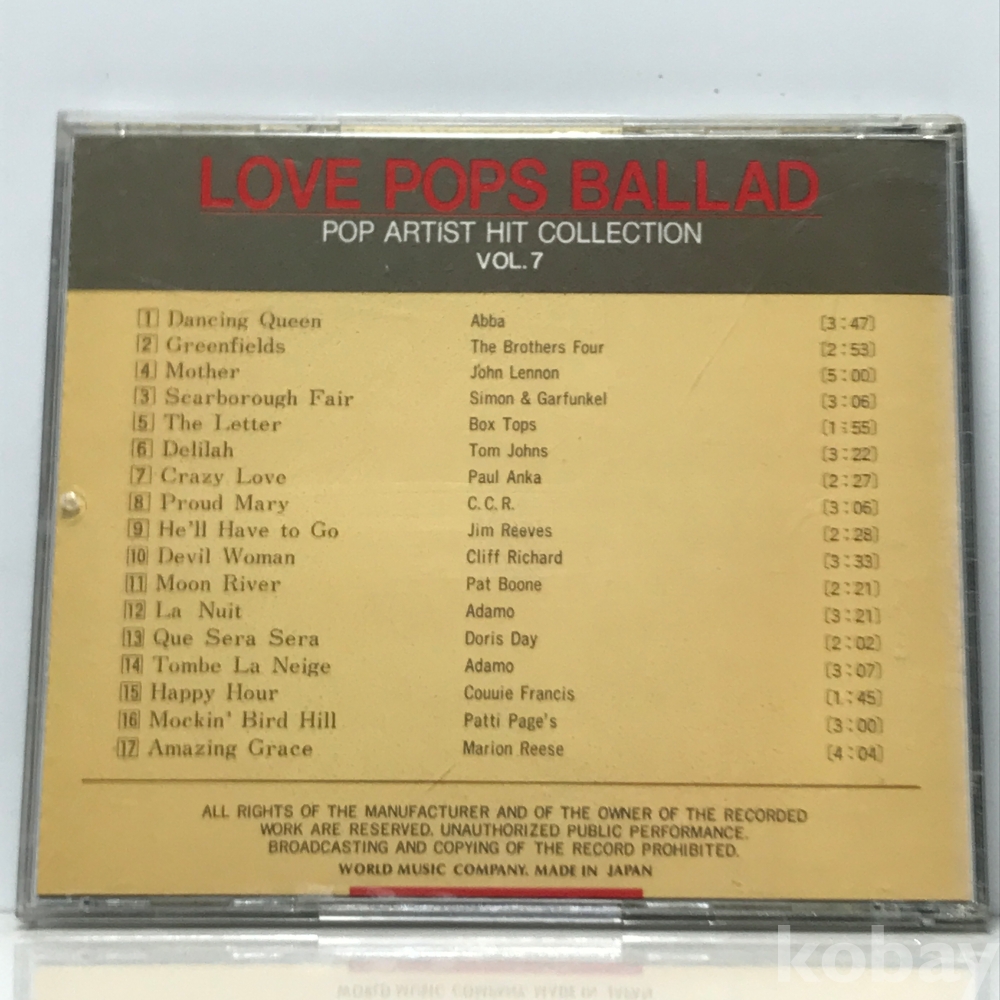 LOVE POPS BALLAD
POP ARTIST HIT COLLECTION
VOL.7
1 Dancing Queen Abba [3:47]
2 Greenfields The Brothers Four [2:53]
4 Mother John Lennon [5:00]
3 Scarborough Fair Simon & Garfunkel [3:06]
5 The Letter Box Tops [1:55]
6 Delilah Tom Johns [3:22]
7 Crazy Love Paul Anka [2:27]
8 Proud Mary C.C.R. [3:06]
9 He'll Have to Go Jim Reeves [2:28]
10 Devil Woman Cliff Richard [3:33]
11 Moon River Pat Boone [2:21]
12 La Nuit Adamo [3:21]
13 Que Sera Sera Doris Day [2:02]
14 Tombe La Neige Adamo [3:07]
15 Happy Hour Couuie Francis [1:45]
16 Mockin' Bird Hill Patti Page's [3:00]
17 Amazing Grace Marion Reese [4:04]
ALL RIGHTS OF THE MANUFACTURER AND OF THE OWNER OF THE RECORDED
WORK ARE RESERVED. UNAUTHORIZED PUBLIC PERFORMANCE.
BROADCASTING AND COPYING OF THE RECORD PROHIBITED.
WORLD MUSIC COMPANY. MADE IN JAPAN
kobay